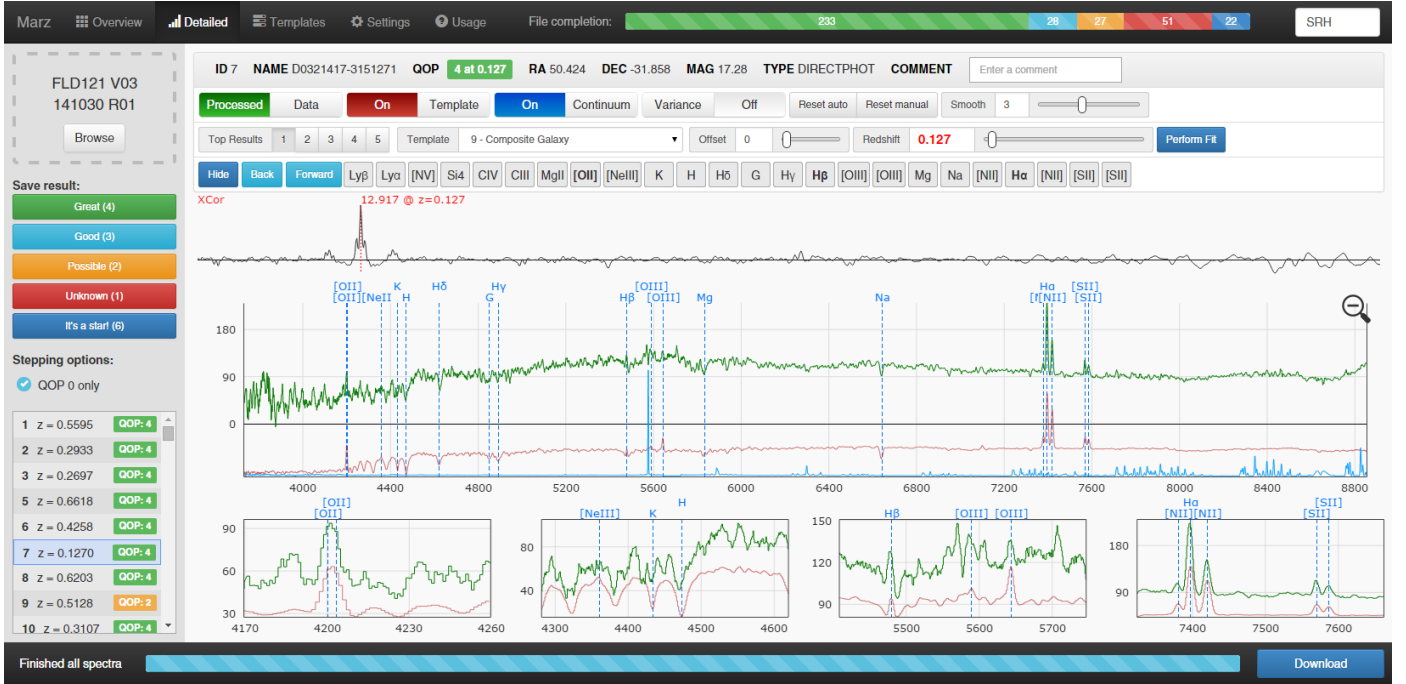 Marz Overview Detailed Templates Settings Usage File completion: 233 28 27 51 22 SRH
FLD121 V03
141030 R01
Browse
Save result:
Great (4)
Good (3)
Possible (2)
Unknown (1)
It's a star! (6)
Stepping options:
QOP 0 only
1 z = 0.5595 QOP: 4
2 z = 0.2933 QOP: 4
3 z = 0.2697 QOP: 4
5 z = 0.6618 QOP: 4
6 z = 0.4258 QOP: 4
7 z = 0.1270 QOP: 4
8 z = 0.6203 QOP: 4
9 z = 0.5128 QOP: 2
10 z = 0.3107 QOP: 4
ID 7 NAME D0321417-3151271 QOP 4 at 0.127 RA 50.424 DEC -31.858 MAG 17.28 TYPE DIRECTPHOT COMMENT Enter a comment
Processed Data On Template On Continuum Variance Off Reset auto Reset manual Smooth 3
Top Results 1 2 3 4 5 Template 9 - Composite Galaxy Offset 0 Redshift 0.127 Perform Fit
Hide Back Forward Lyβ Lyα [NV] Si4 CIV CIII MgII [OII] [NeIII] K H Hδ G Hγ Hβ [OIII] [OIII] Mg Na [NII] Hα [NII] [SII] [SII]
XCor 12.917 @ z=0.127
[OII] K Hδ Hγ [OIII] Hα [SII]
[OII][NeII H G Hβ [OIII] Mg Na [N[NII] [SII]
180
90
0
4000 4400 4800 5200 5600 6000 6400 6800 7200 7600 8000 8400 8800
[OII] H Hα [SII]
[OII] [NeIII] K Hβ [OIII] [OIII] [NII][NII] [SII]
90
60
30
4170 4200 4230 4260
80
40
4300 4400 4500 4600
150
120
90
5500 5600 5700
180
90
7400 7500 7600
Finished all spectra Download